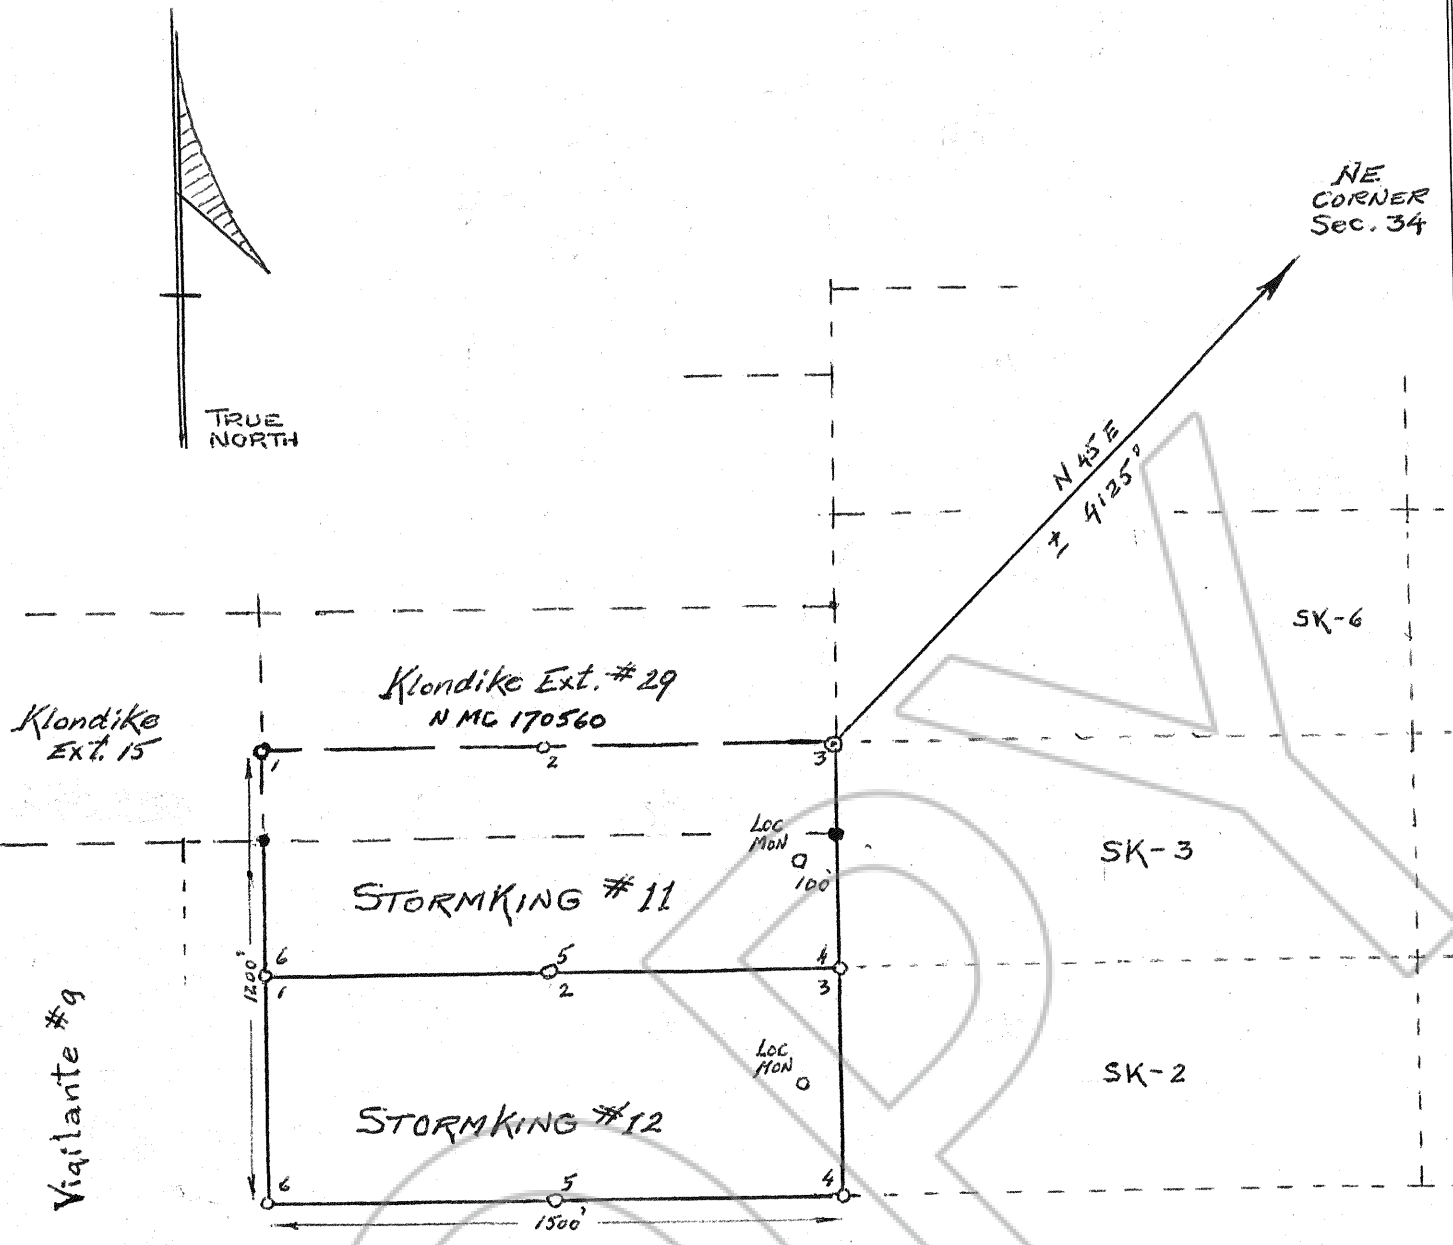 NE
CORNER
Sec. 34
TRUE
NORTH
N 45 E
± 4125'
SK-6
Klondike Ext. #29
NMC 170560
Klondike
Ext. 15
1
2
3
LOC
MON
100'
SK-3
STORMKING #11
6
5
4
1200'
1
2
3
Vigilante #9
LOC
MON
SK-2
STORMKING #12
6
5
4
1500'